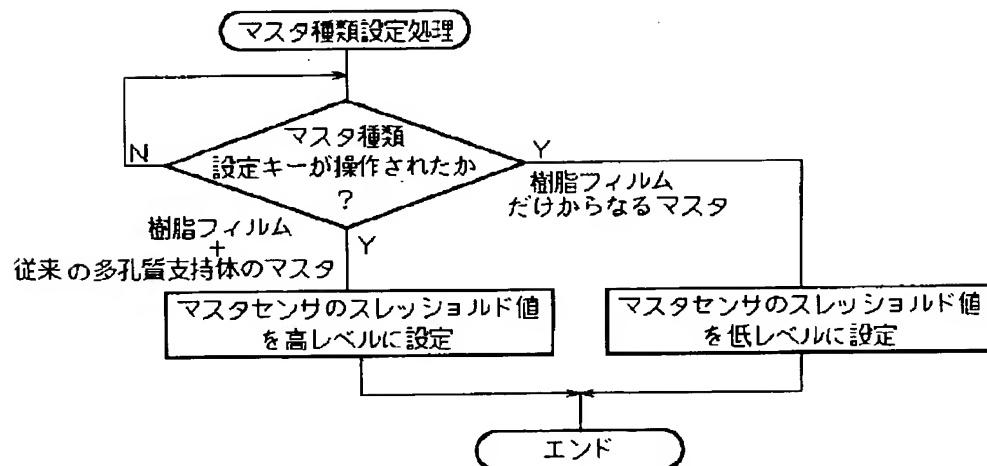 マスタ種類設定処理
マスタ種類
設定キーが操作されたか
?
N
Y
樹脂フィルム
だけからなるマスタ
樹脂フィルム
+
従来の多孔質支持体のマスタ
Y
マスタセンサのスレッショルド値
を高レベルに設定
マスタセンサのスレッショルド値
を低レベルに設定
エンド